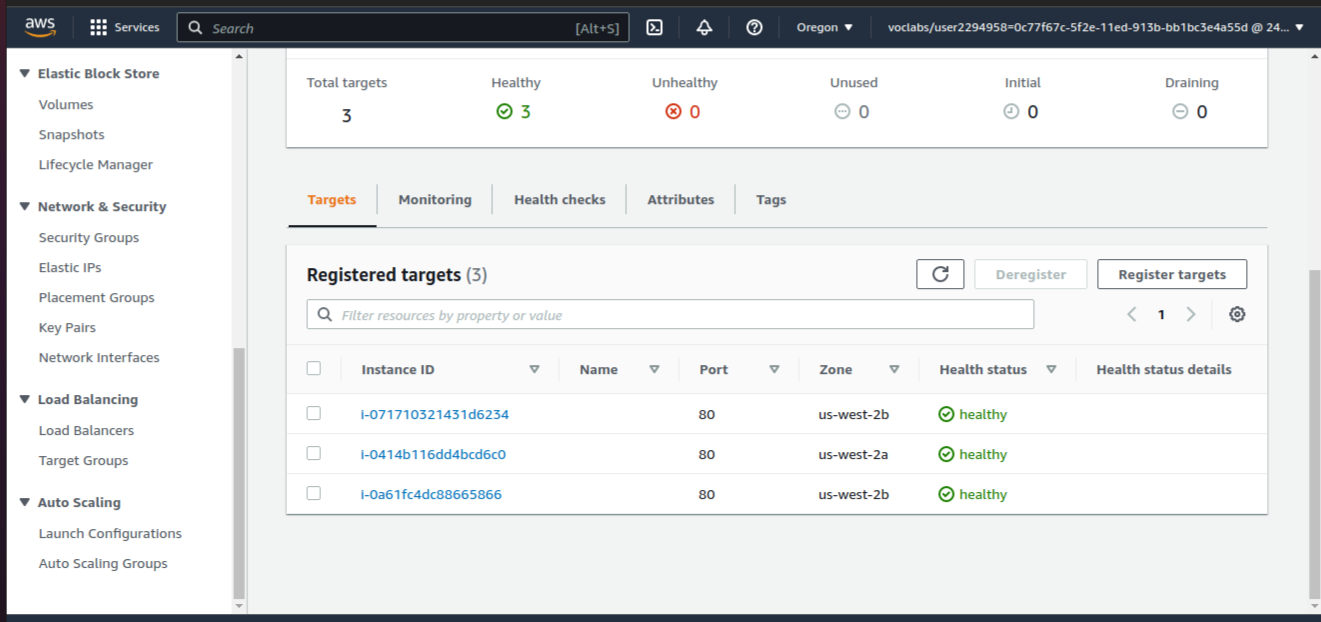 aws
Services
Search [Alt+S]
Oregon
voclabs/user2294958=0c77f67c-5f2e-11ed-913b-bb1bc3e4a55d @ 24...
Elastic Block Store
Volumes
Snapshots
Lifecycle Manager
Network & Security
Security Groups
Elastic IPs
Placement Groups
Key Pairs
Network Interfaces
Load Balancing
Load Balancers
Target Groups
Auto Scaling
Launch Configurations
Auto Scaling Groups
Total targets Healthy Unhealthy Unused Initial Draining
3 3 0 0 0 0
Targets Monitoring Health checks Attributes Tags
Registered targets (3)
Deregister
Register targets
Filter resources by property or value
1
Instance ID Name Port Zone Health status Health status details
i-071710321431d6234 80 us-west-2b healthy
i-0414b116dd4bcd6c0 80 us-west-2a healthy
i-0a61fc4dc88665866 80 us-west-2b healthy